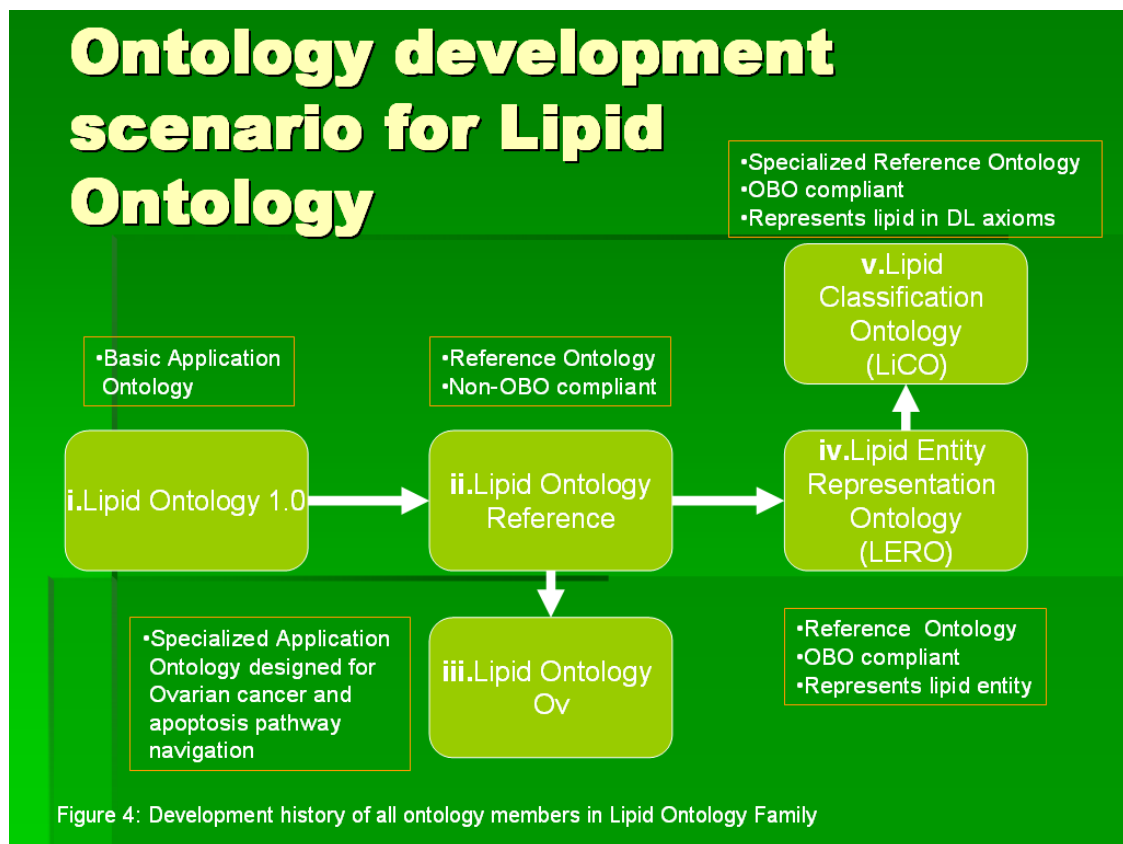 Ontology development
scenario for Lipid
Ontology
•Specialized Reference Ontology
•OBO compliant
•Represents lipid in DL axioms
v.Lipid
Classification
Ontology
(LiCO)
•Basic Application
Ontology
•Reference Ontology
•Non-OBO compliant
i.Lipid Ontology 1.0
ii.Lipid Ontology
Reference
iv.Lipid Entity
Representation
Ontology
(LERO)
•Specialized Application
Ontology designed for
Ovarian cancer and
apoptosis pathway
navigation
iii.Lipid Ontology
Ov
•Reference Ontology
•OBO compliant
•Represents lipid entity
Figure 4: Development history of all ontology members in Lipid Ontology Family